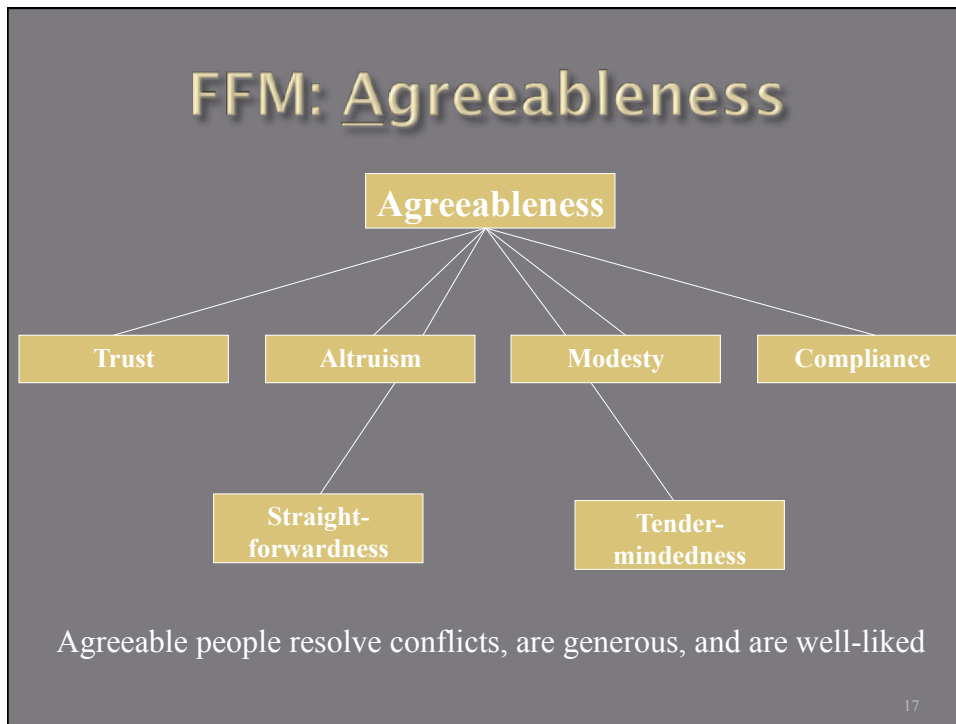 FFM: Agreeableness
Agreeableness
Trust
Altruism
Modesty
Compliance
Straight-
forwardness
Tender-
mindedness
Agreeable people resolve conflicts, are generous, and are well-liked
17